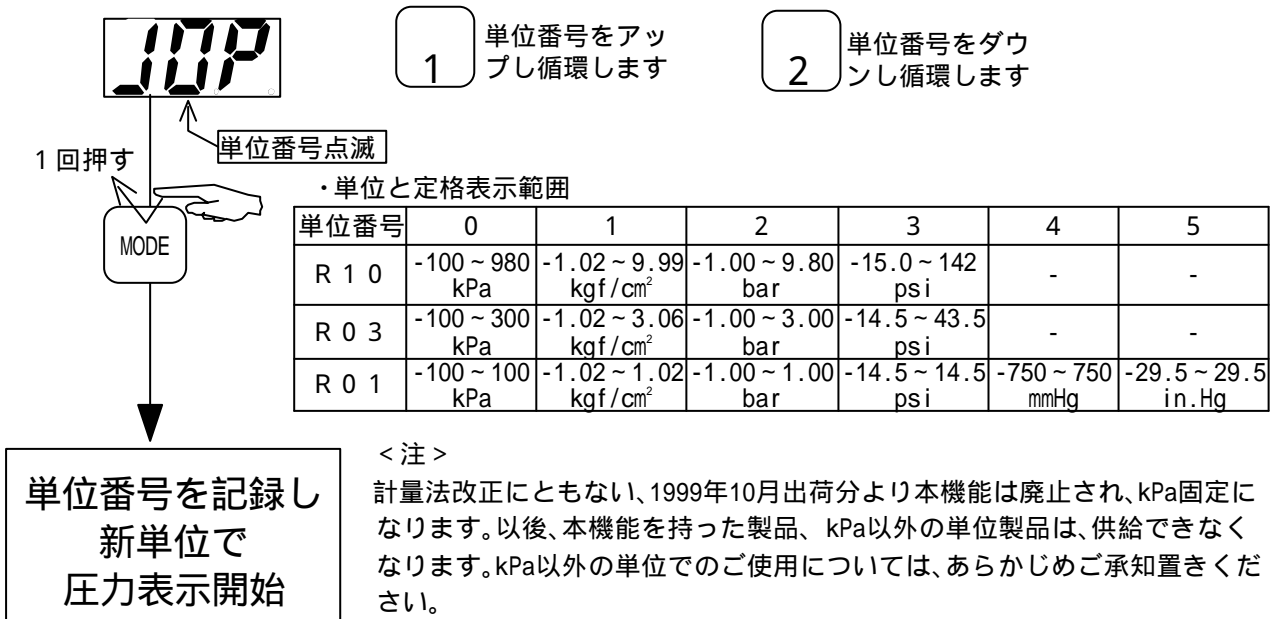 J0P
1
単位番号をアッ
プし循環します
2
単位番号をダウ
ンし循環します
単位番号点滅
1回押す
MODE
・単位と定格表示範囲
単位番号 0 1 2 3 4 5
R10 -100~980 kPa -1.02~9.99 kgf/cm² -1.00~9.80 bar -15.0~142 psi - -
R03 -100~300 kPa -1.02~3.06 kgf/cm² -1.00~3.00 bar -14.5~43.5 psi - -
R01 -100~100 kPa -1.02~1.02 kgf/cm² -1.00~1.00 bar -14.5~14.5 psi -750~750 mmHg -29.5~29.5 in.Hg
単位番号を記録し
新単位で
圧力表示開始
<注>
計量法改正にともない、1999年10月出荷分より本機能は廃止され、kPa固定に
なります。以後、本機能を持った製品、kPa以外の単位製品は、供給できなく
なります。kPa以外の単位でのご使用については、あらかじめご承知置きくだ
さい。